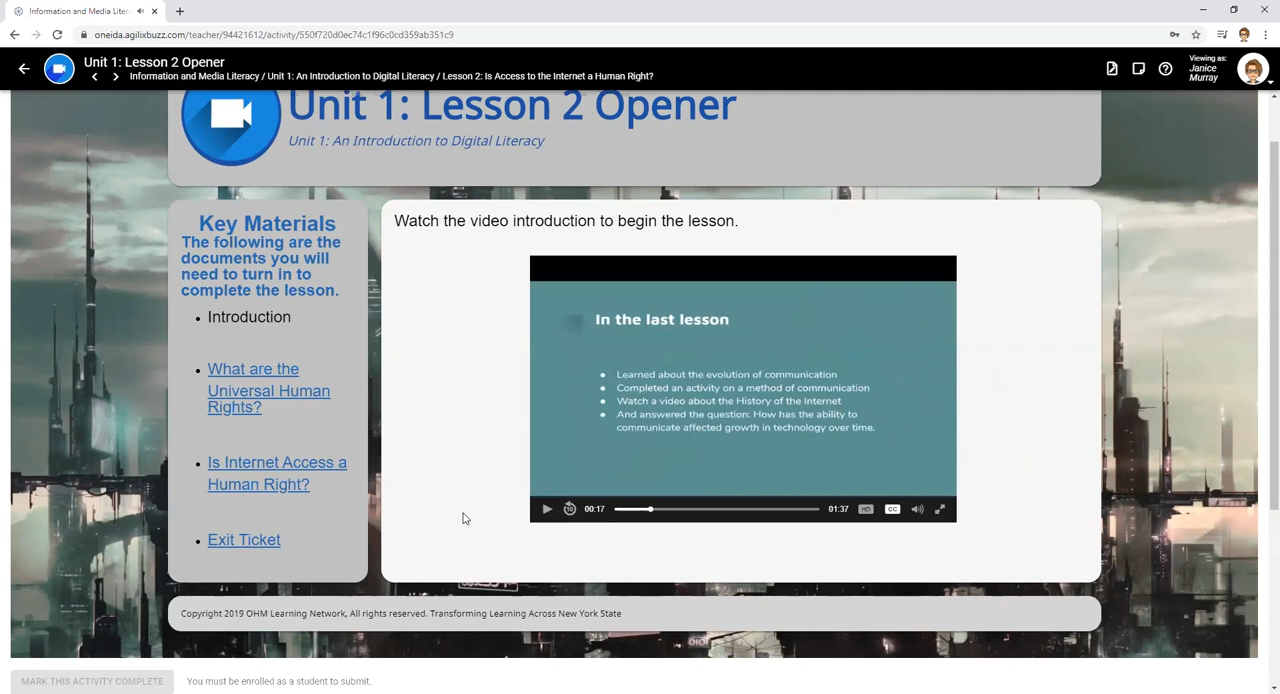 Information and Media Liter
oneida.agilixbuzz.com/teacher/94421612/activity/550f720d0ec74c1f96c0cd359ab351c9
Unit 1: Lesson 2 Opener
Information and Media Literacy / Unit 1: An Introduction to Digital Literacy / Lesson 2: Is Access to the Internet a Human Right?
Viewing as:
Janice
Murray
Unit 1: Lesson 2 Opener
Unit 1: An Introduction to Digital Literacy
Key Materials
The following are the
documents you will
need to turn in to
complete the lesson.
• Introduction
• What are the
Universal Human
Rights?
• Is Internet Access a
Human Right?
• Exit Ticket
Watch the video introduction to begin the lesson.
In the last lesson
• Learned about the evolution of communication
• Completed an activity on a method of communication
• Watch a video about the History of the Internet
• And answered the question: How has the ability to
communicate affected growth in technology over time.
10
00:17
01:37
HD
CC
Copyright 2019 OHM Learning Network, All rights reserved. Transforming Learning Across New York State
MARK THIS ACTIVITY COMPLETE
You must be enrolled as a student to submit.